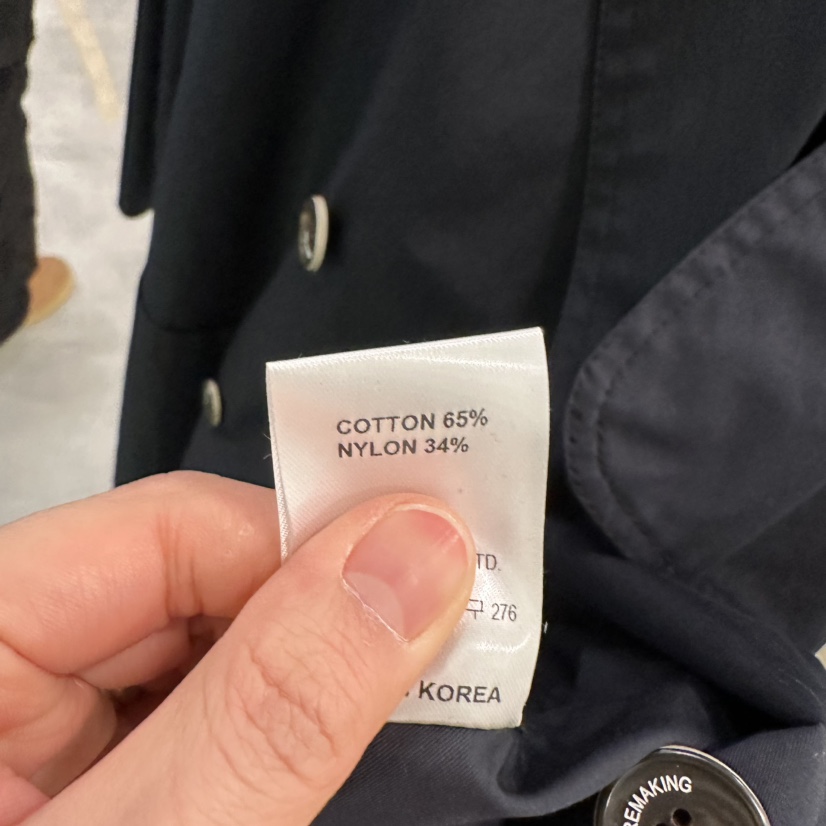 COTTON 65%
NYLON 34%
TD.
구 276
KOREA
REMAKING